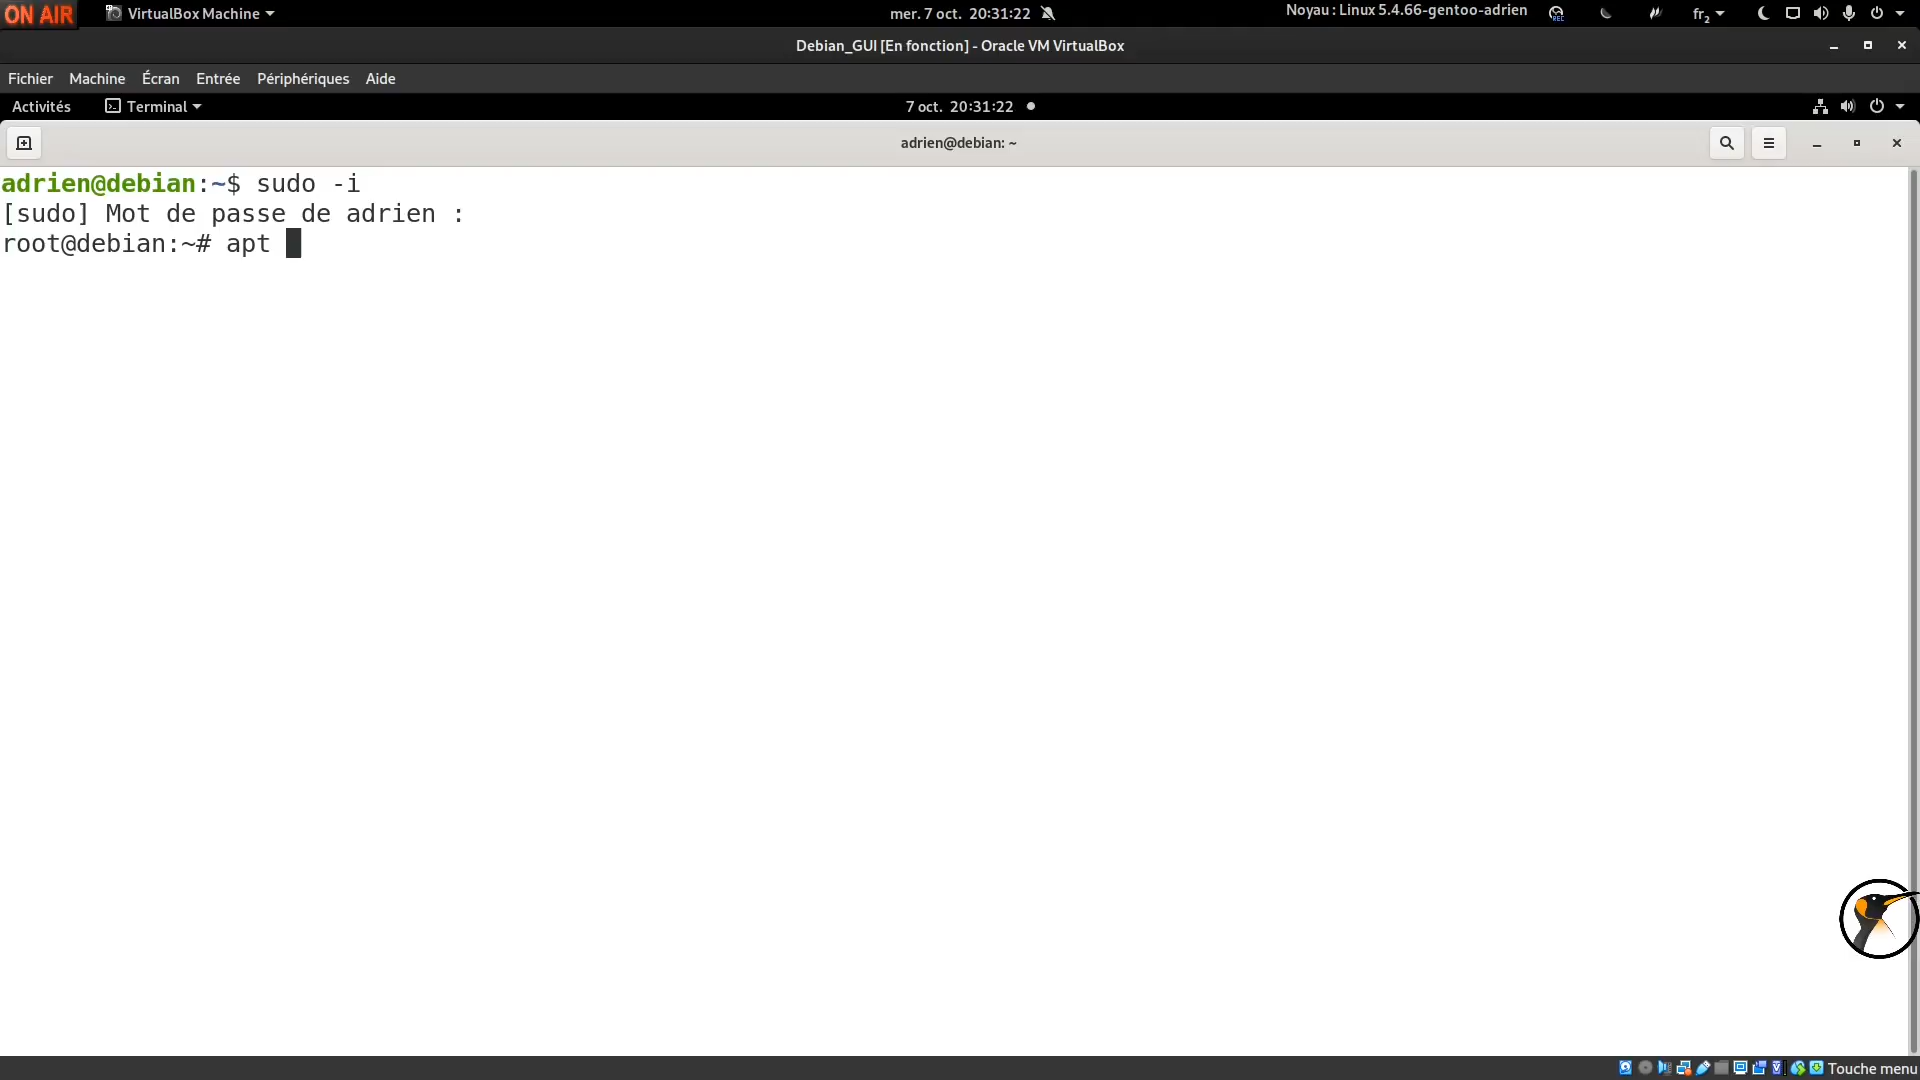 ON AIR VirtualBox Machine mer. 7 oct. 20:31:22 Noyau : Linux 5.4.66-gentoo-adrien REC fr2
Debian_GUI [En fonction] - Oracle VM VirtualBox
Fichier Machine Écran Entrée Périphériques Aide
Activités Terminal 7 oct. 20:31:22
adrien@debian: ~
adrien@debian:~$ sudo -i
[sudo] Mot de passe de adrien :
root@debian:~# apt
Touche menu